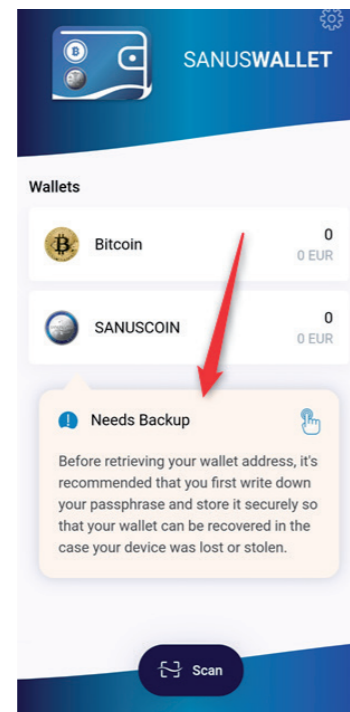 SANUSWALLET
Wallets
Bitcoin
0
0 EUR
SANUSCOIN
0
0 EUR
Needs Backup
Before retrieving your wallet address, it's
recommended that you first write down
your passphrase and store it securely so
that your wallet can be recovered in the
case your device was lost or stolen.
Scan